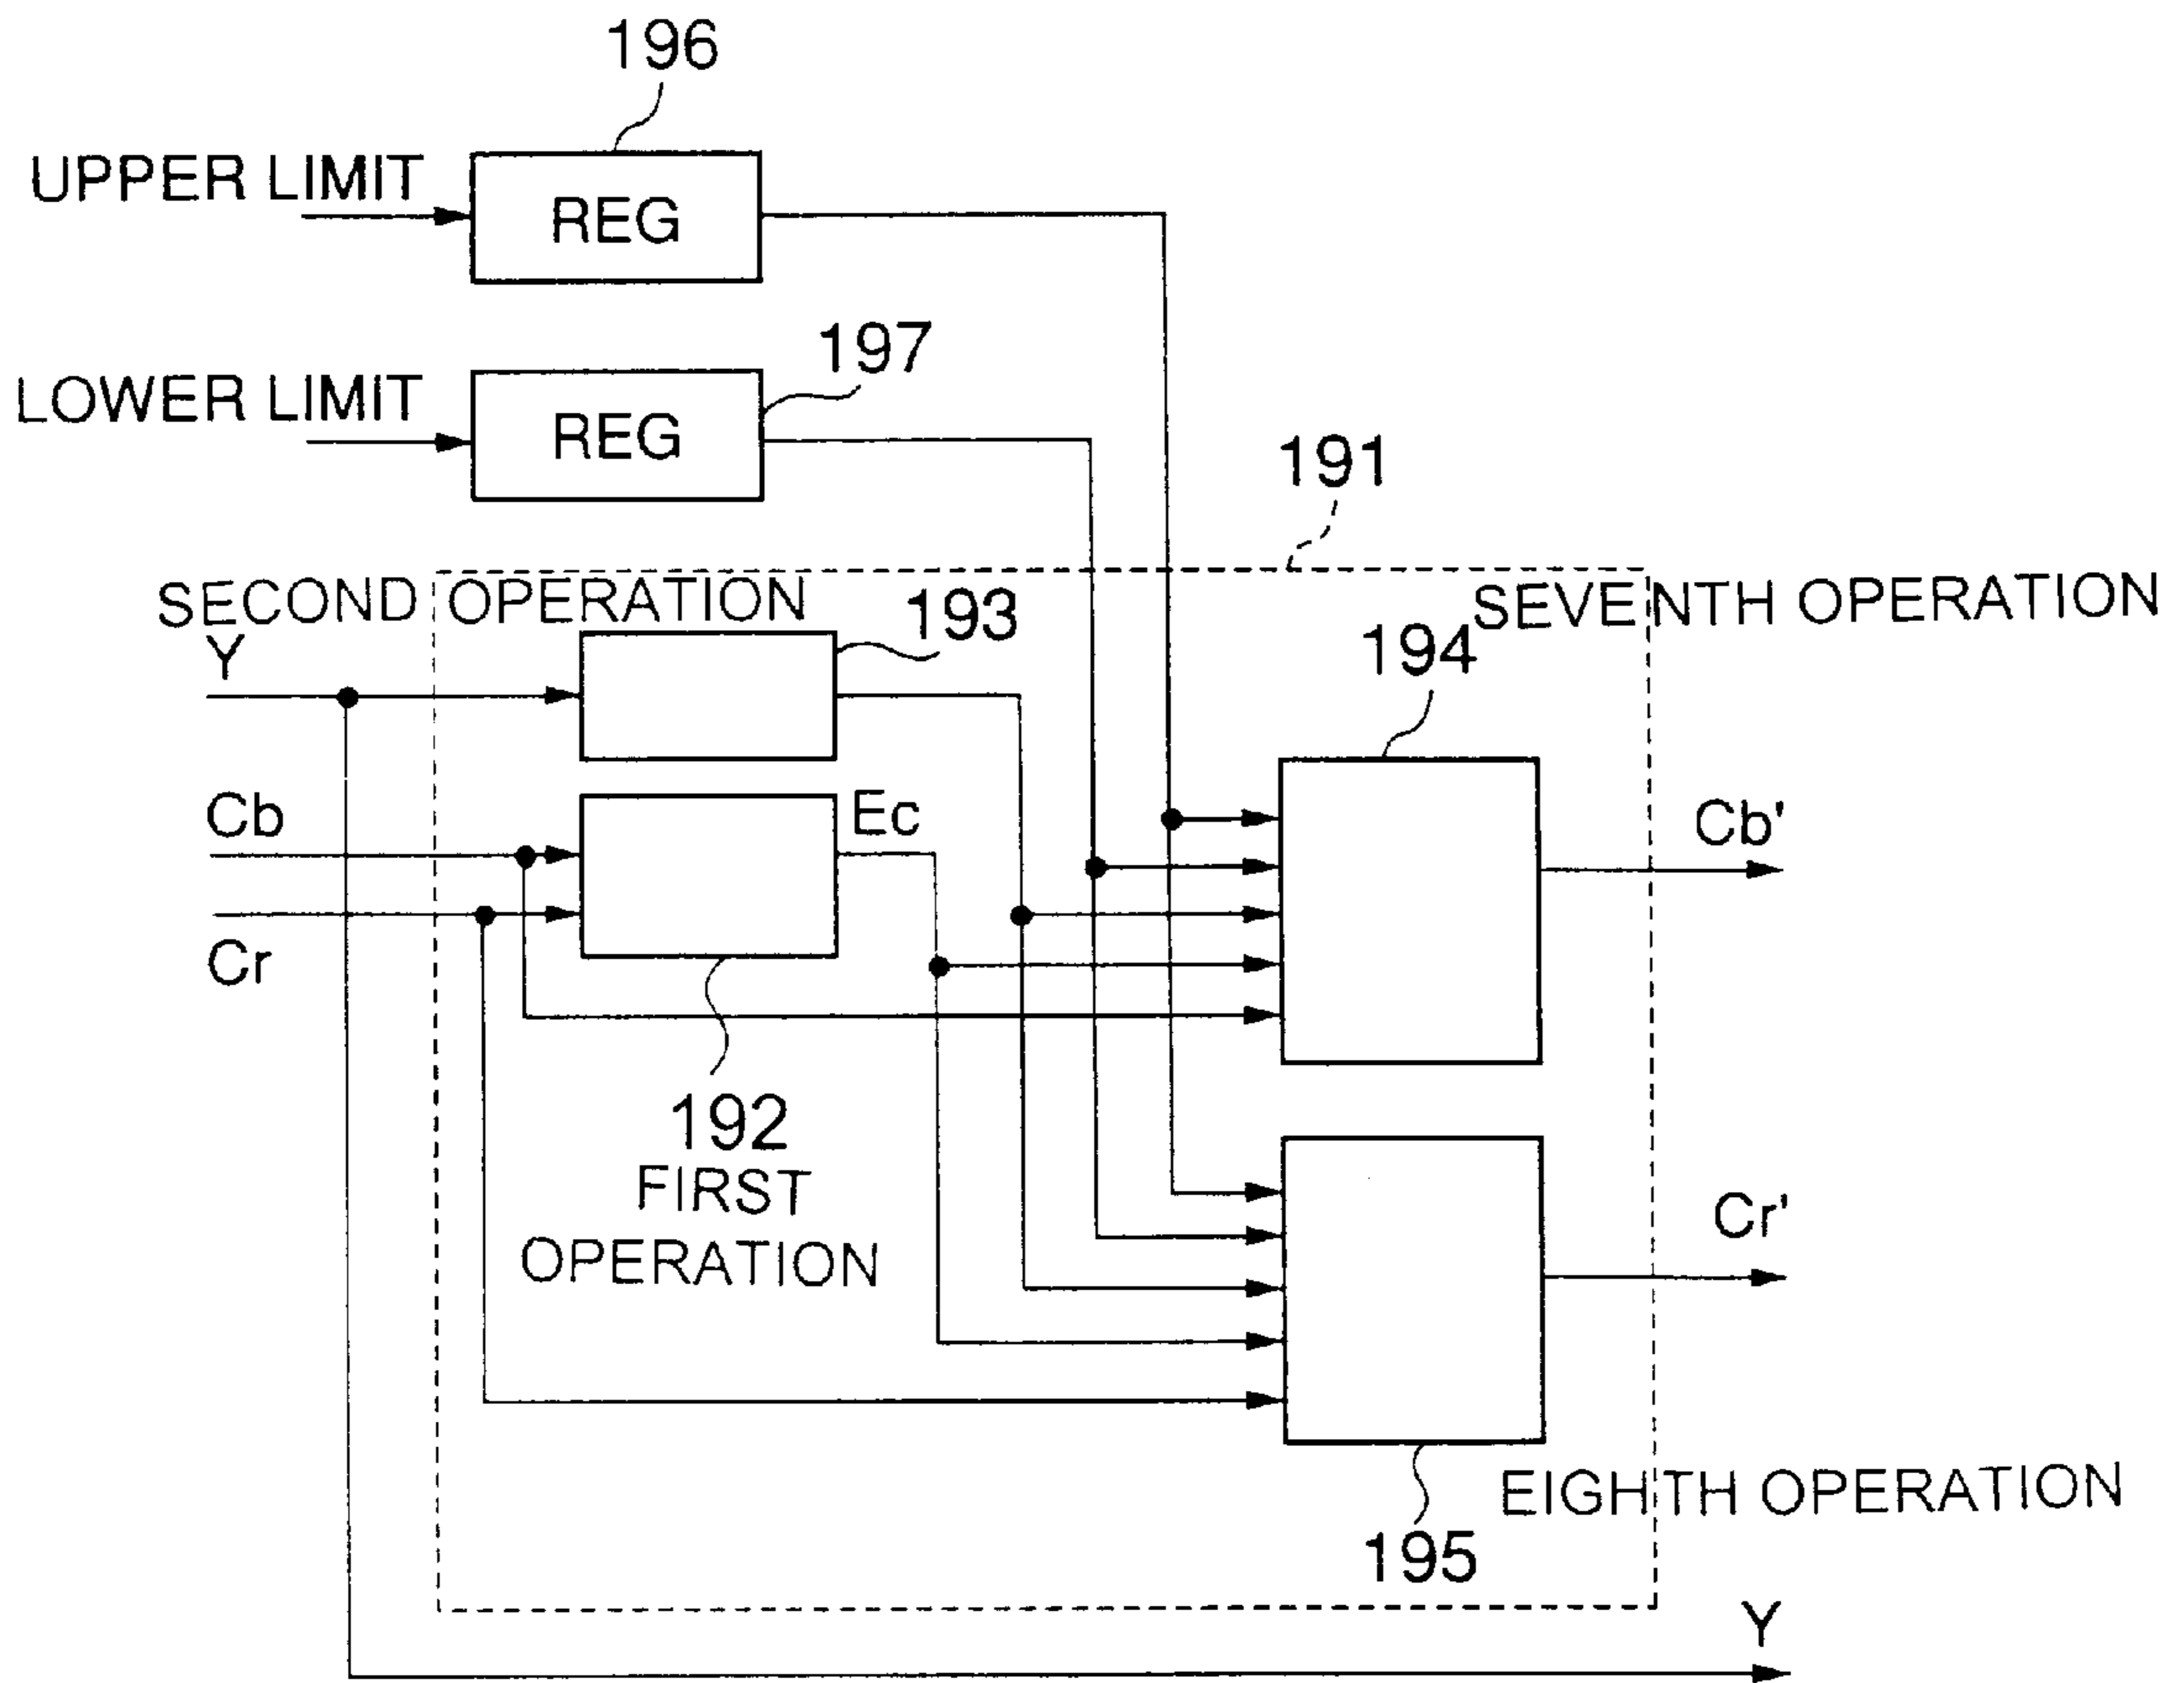 196
UPPER LIMIT
REG
197
LOWER LIMIT
REG
191
SECOND OPERATION
193
SEVENTH OPERATION
194
Y
Cb
Ec
Cb'
Cr
192
FIRST
OPERATION
Cr'
EIGHTH OPERATION
195
Y